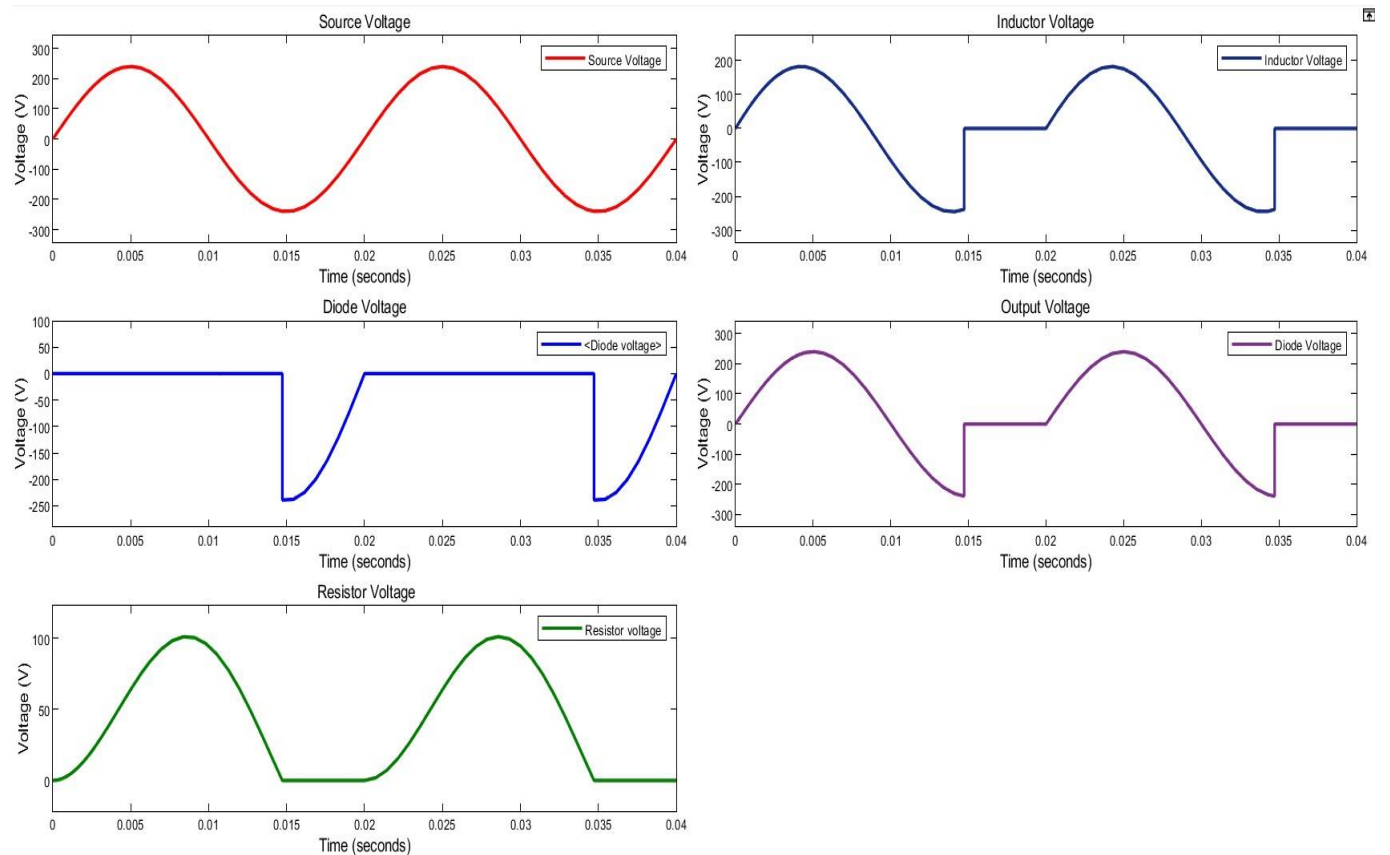 Source Voltage
300
200
100
0
-100
-200
-300
Voltage (V)
Source Voltage
0 0.005 0.01 0.015 0.02 0.025 0.03 0.035 0.04
Time (seconds)
Inductor Voltage
200
100
0
-100
-200
-300
Voltage (V)
Inductor Voltage
0 0.005 0.01 0.015 0.02 0.025 0.03 0.035 0.04
Time (seconds)
Diode Voltage
100
50
0
-50
-100
-150
-200
-250
Voltage (V)
<Diode voltage>
0 0.005 0.01 0.015 0.02 0.025 0.03 0.035 0.04
Time (seconds)
Output Voltage
300
200
100
0
-100
-200
-300
Voltage (V)
Diode Voltage
0 0.005 0.01 0.015 0.02 0.025 0.03 0.035 0.04
Time (seconds)
Resistor Voltage
100
50
0
Voltage (V)
Resistor voltage
0 0.005 0.01 0.015 0.02 0.025 0.03 0.035 0.04
Time (seconds)